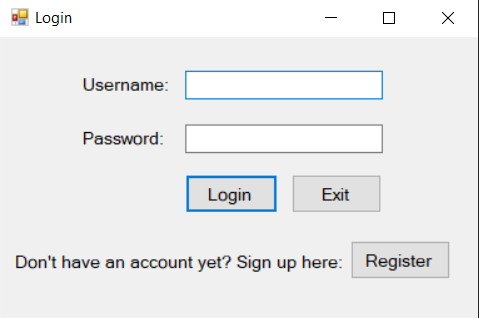 Login
Username:
Password:
Login Exit
Don't have an account yet? Sign up here: Register